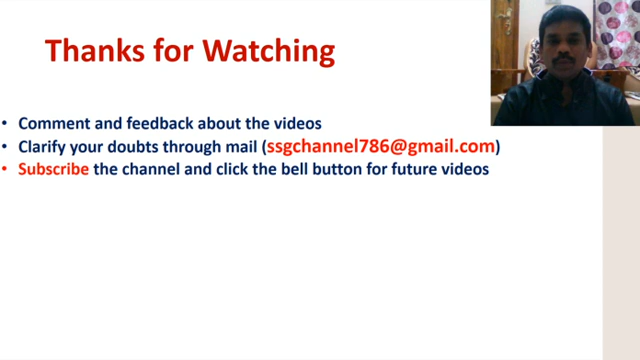 Thanks for Watching
• Comment and feedback about the videos
• Clarify your doubts through mail (ssgchannel786@gmail.com)
• Subscribe the channel and click the bell button for future videos